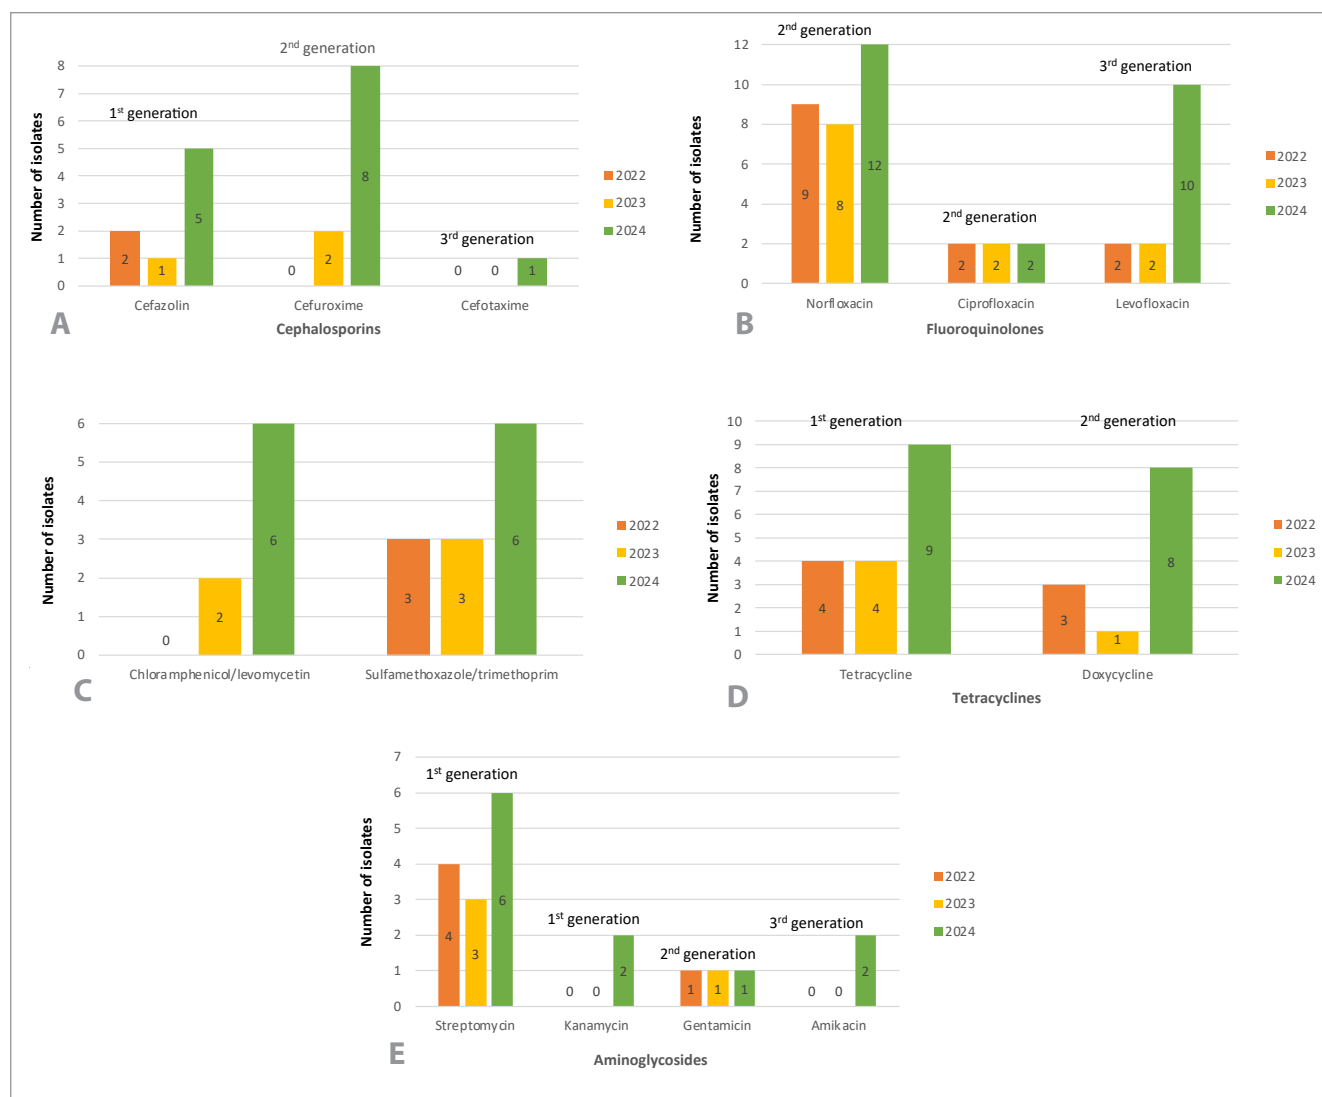 2nd generation
8
7
1st generation
6
5
4
3
3rd generation
2
1
0
Number of isolates
2
1
5
0
2
8
0
0
1
Cefazolin
Cefuroxime
Cefotaxime
Cephalosporins
2022
2023
2024
A
2nd generation
12
3rd generation
10
8
6
2nd generation
4
2
0
Number of isolates
9
8
12
2
2
2
2
2
10
Norfloxacin
Ciprofloxacin
Levofloxacin
Fluoroquinolones
2022
2023
2024
B
6
5
4
3
2
1
0
Number of isolates
0
2
6
3
3
6
Chloramphenicol/levomycetin
Sulfamethoxazole/trimethoprim
2022
2023
2024
C
10
1st generation
2nd generation
9
8
7
6
5
4
3
2
1
0
Number of isolates
4
4
9
3
1
8
Tetracycline
Doxycycline
Tetracyclines
2022
2023
2024
D
7
1st generation
6
5
4
3
1st generation
3rd generation
2
2nd generation
1
0
Number of isolates
4
3
6
0
0
2
1
1
1
0
0
2
Streptomycin
Kanamycin
Gentamicin
Amikacin
Aminoglycosides
2022
2023
2024
E